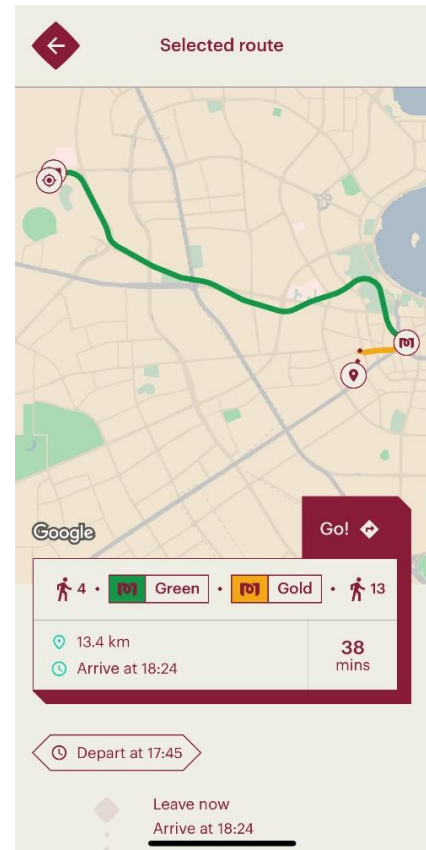 Selected route
Google
Go!
4 • Green • Gold • 13
13.4 km
Arrive at 18:24
38
mins
Depart at 17:45
Leave now
Arrive at 18:24